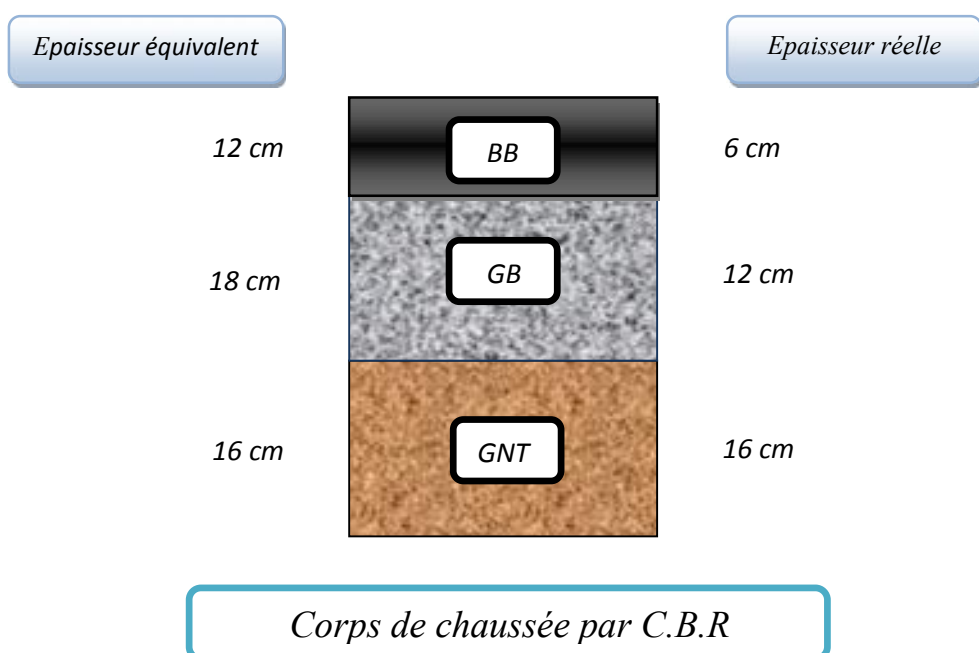 Epaisseur équivalent
Epaisseur réelle
12 cm
BB
6 cm
18 cm
GB
12 cm
16 cm
GNT
16 cm
Corps de chaussée par C.B.R